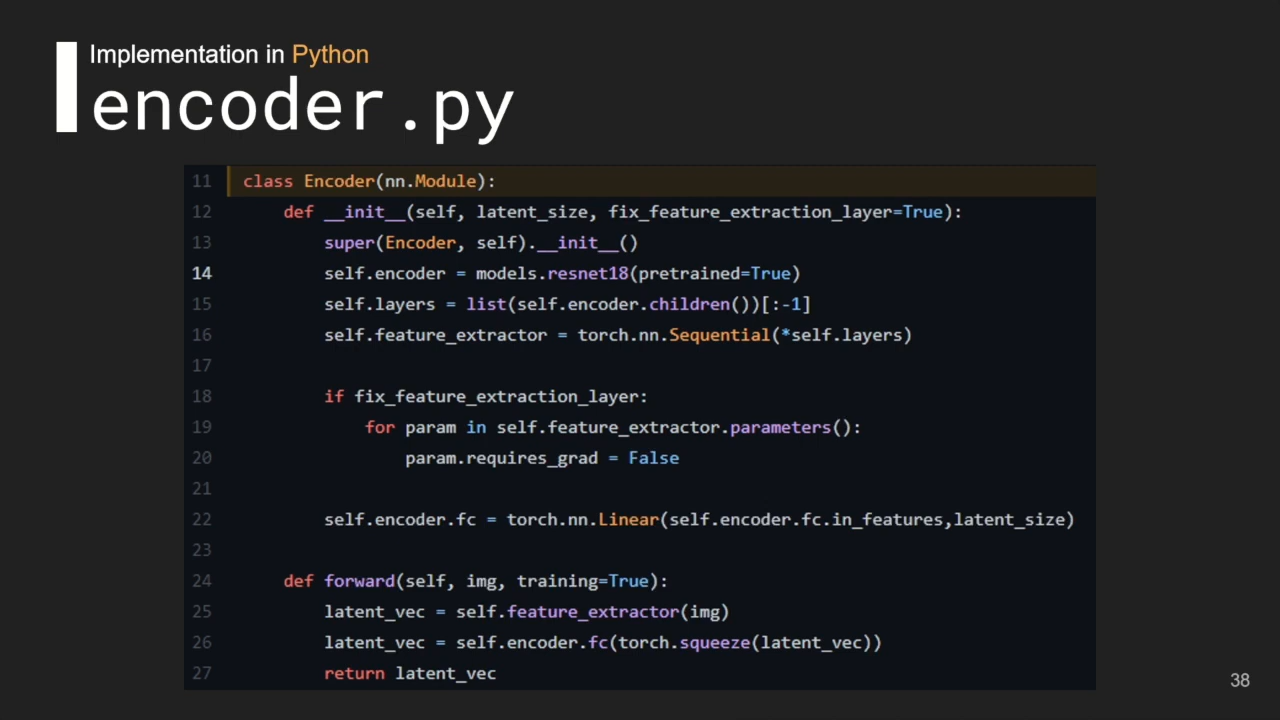 Implementation in Python
encoder.py
11 class Encoder(nn.Module):
12 def __init__(self, latent_size, fix_feature_extraction_layer=True):
13 super(Encoder, self).__init__()
14 self.encoder = models.resnet18(pretrained=True)
15 self.layers = list(self.encoder.children())[:-1]
16 self.feature_extractor = torch.nn.Sequential(*self.layers)
17
18 if fix_feature_extraction_layer:
19 for param in self.feature_extractor.parameters():
20 param.requires_grad = False
21
22 self.encoder.fc = torch.nn.Linear(self.encoder.fc.in_features,latent_size)
23
24 def forward(self, img, training=True):
25 latent_vec = self.feature_extractor(img)
26 latent_vec = self.encoder.fc(torch.squeeze(latent_vec))
27 return latent_vec
38